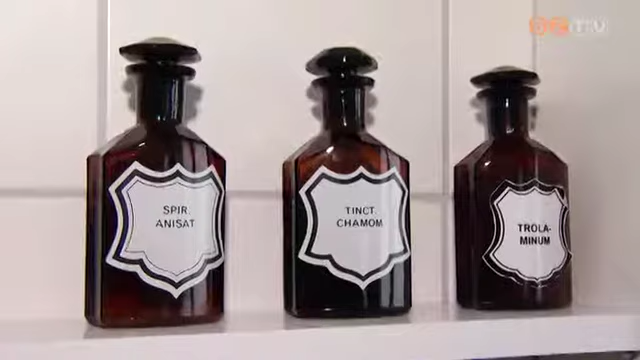 SPIR.
ANISAT
TINCT.
CHAMOM
TROLA-
MINUM